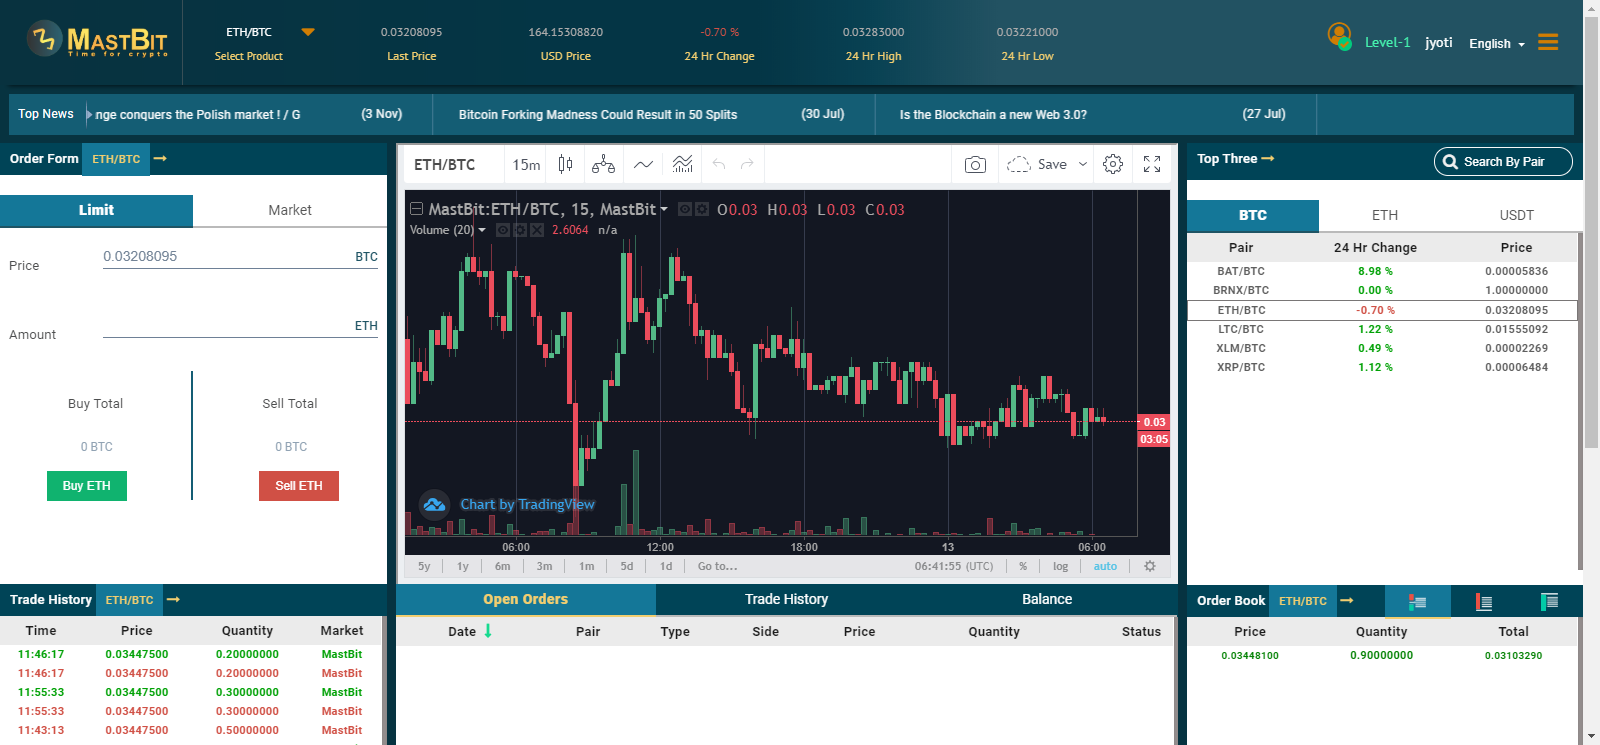 MASTBIT
Time for crypto
ETH/BTC
Select Product
0.03208095
Last Price
164.15308820
USD Price
-0.70 %
24 Hr Change
0.03283000
24 Hr High
0.03221000
24 Hr Low
Level-1 jyoti English
Top News nge conquers the Polish market ! / G (3 Nov) Bitcoin Forking Madness Could Result in 50 Splits (30 Jul) Is the Blockchain a new Web 3.0? (27 Jul)
Order Form ETH/BTC
Limit Market
Price 0.03208095 BTC
Amount ETH
Buy Total Sell Total
0 BTC 0 BTC
Buy ETH Sell ETH
ETH/BTC 15m Save
MastBit:ETH/BTC, 15, MastBit O0.03 H0.03 L0.03 C0.03
Volume (20) 2.6064 n/a
0.03
03:05
Chart by TradingView
06:00 12:00 18:00 13 06:00
5y 1y 6m 3m 1m 5d 1d Go to... 06:41:55 (UTC) % log auto
Top Three Search By Pair
BTC ETH USDT
Pair 24 Hr Change Price
BAT/BTC 8.98 % 0.00005836
BRNX/BTC 0.00 % 1.00000000
ETH/BTC -0.70 % 0.03208095
LTC/BTC 1.22 % 0.01555092
XLM/BTC 0.49 % 0.00002269
XRP/BTC 1.12 % 0.00006484
Trade History ETH/BTC
Time Price Quantity Market
11:46:17 0.03447500 0.20000000 MastBit
11:46:17 0.03447500 0.20000000 MastBit
11:55:33 0.03447500 0.30000000 MastBit
11:55:33 0.03447500 0.30000000 MastBit
11:43:13 0.03447500 0.50000000 MastBit
Open Orders Trade History Balance
Date Pair Type Side Price Quantity Status
Order Book ETH/BTC
Price Quantity Total
0.03448100 0.90000000 0.03103290